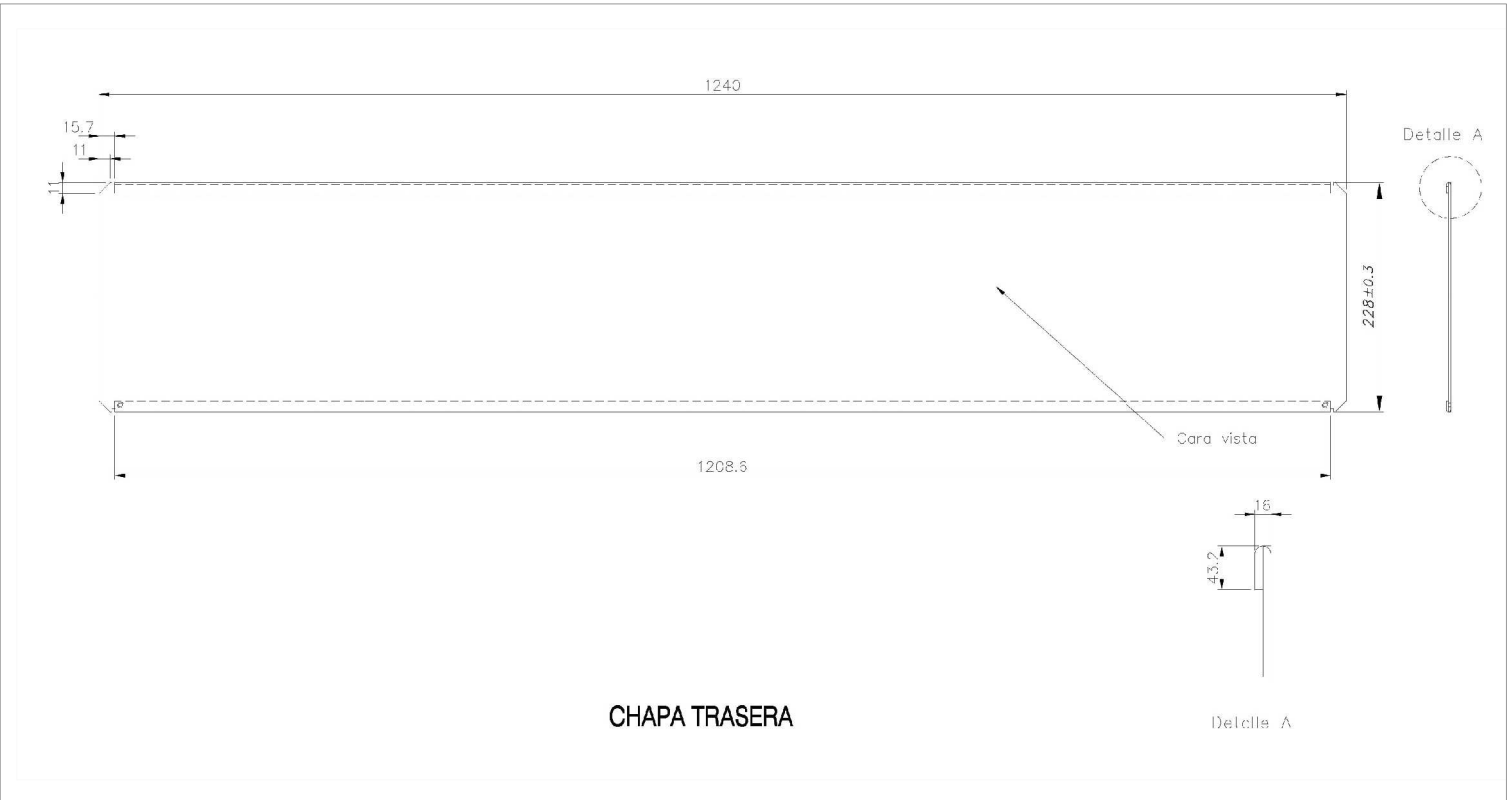 1240
15.7
11
11
Detalle A
228±0.3
Cara vista
1208.6
16
43.2
CHAPA TRASERA
Detalle A